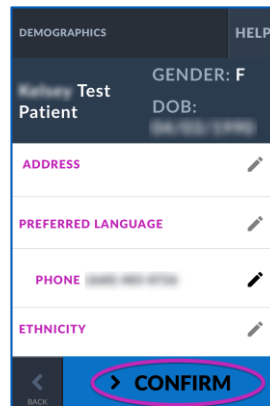 DEMOGRAPHICS HELP
GENDER: F
Test
Patient
DOB:
ADDRESS
PREFERRED LANGUAGE
PHONE
ETHNICITY
BACK
CONFIRM